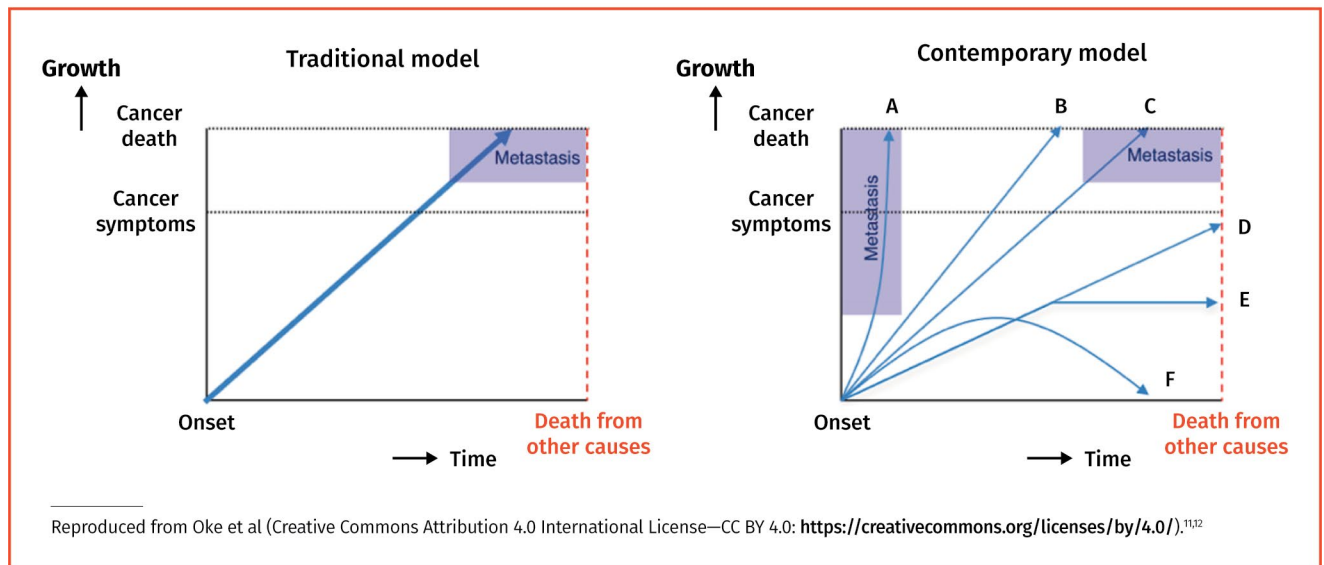 Traditional model
Growth
Cancer
death
Metastasis
Cancer
symptoms
Onset
Death from
other causes
Time
Contemporary model
Growth
A
B
C
Cancer
death
Metastasis
Metastasis
Cancer
symptoms
D
E
F
Onset
Death from
other causes
Time
Reproduced from Oke et al (Creative Commons Attribution 4.0 International License—CC BY 4.0: https://creativecommons.org/licenses/by/4.0/).11,12